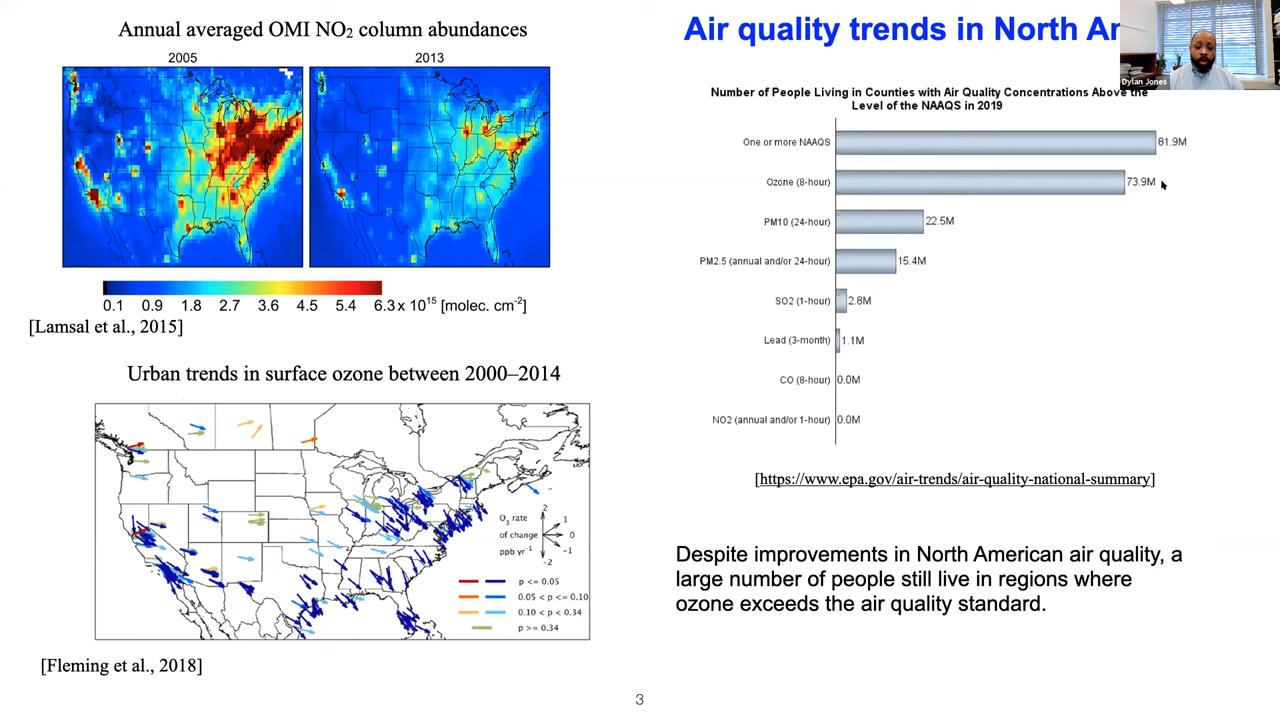 Annual averaged OMI NO2 column abundances
2005
2013
0.1 0.9 1.8 2.7 3.6 4.5 5.4 6.3 x 10^15 [molec. cm^-2]
[Lamsal et al., 2015]
Urban trends in surface ozone between 2000–2014
O3 rate
of change
ppb yr^-1
2
1
0
−1
−2
p <= 0.05
0.05 < p <= 0.10
0.10 < p < 0.34
p >= 0.34
[Fleming et al., 2018]
Air quality trends in North
Dylan Jones
Number of People Living in Counties with Air Quality Concentrations Above the
Level of the NAAQS in 2019
One or more NAAQS 81.9M
Ozone (8-hour) 73.9M
PM10 (24-hour) 22.5M
PM2.5 (annual and/or 24-hour) 15.4M
SO2 (1-hour) 2.8M
Lead (3-month) 1.1M
CO (8-hour) 0.0M
NO2 (annual and/or 1-hour) 0.0M
[https://www.epa.gov/air-trends/air-quality-national-summary]
Despite improvements in North American air quality, a
large number of people still live in regions where
ozone exceeds the air quality standard.
3